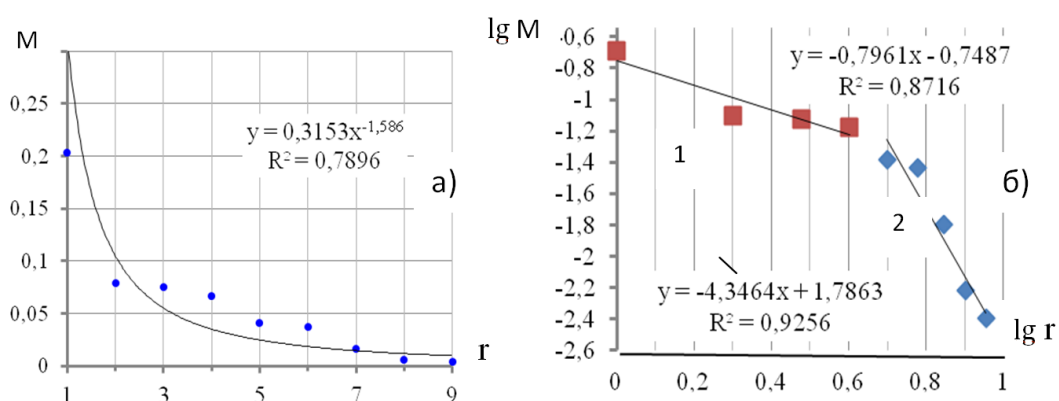 M
0,25
0,2
0,15
0,1
0,05
0
1
3
5
7
9
r
y = 0,3153x^-1,586
R² = 0,7896
а)
lg M
-0,6
-0,8
-1
-1,2
-1,4
-1,6
-1,8
-2
-2,2
-2,4
-2,6
0
0,2
0,4
0,6
0,8
1
lg r
y = -0,7961x - 0,7487
R² = 0,8716
1
2
б)
y = -4,3464x + 1,7863
R² = 0,9256